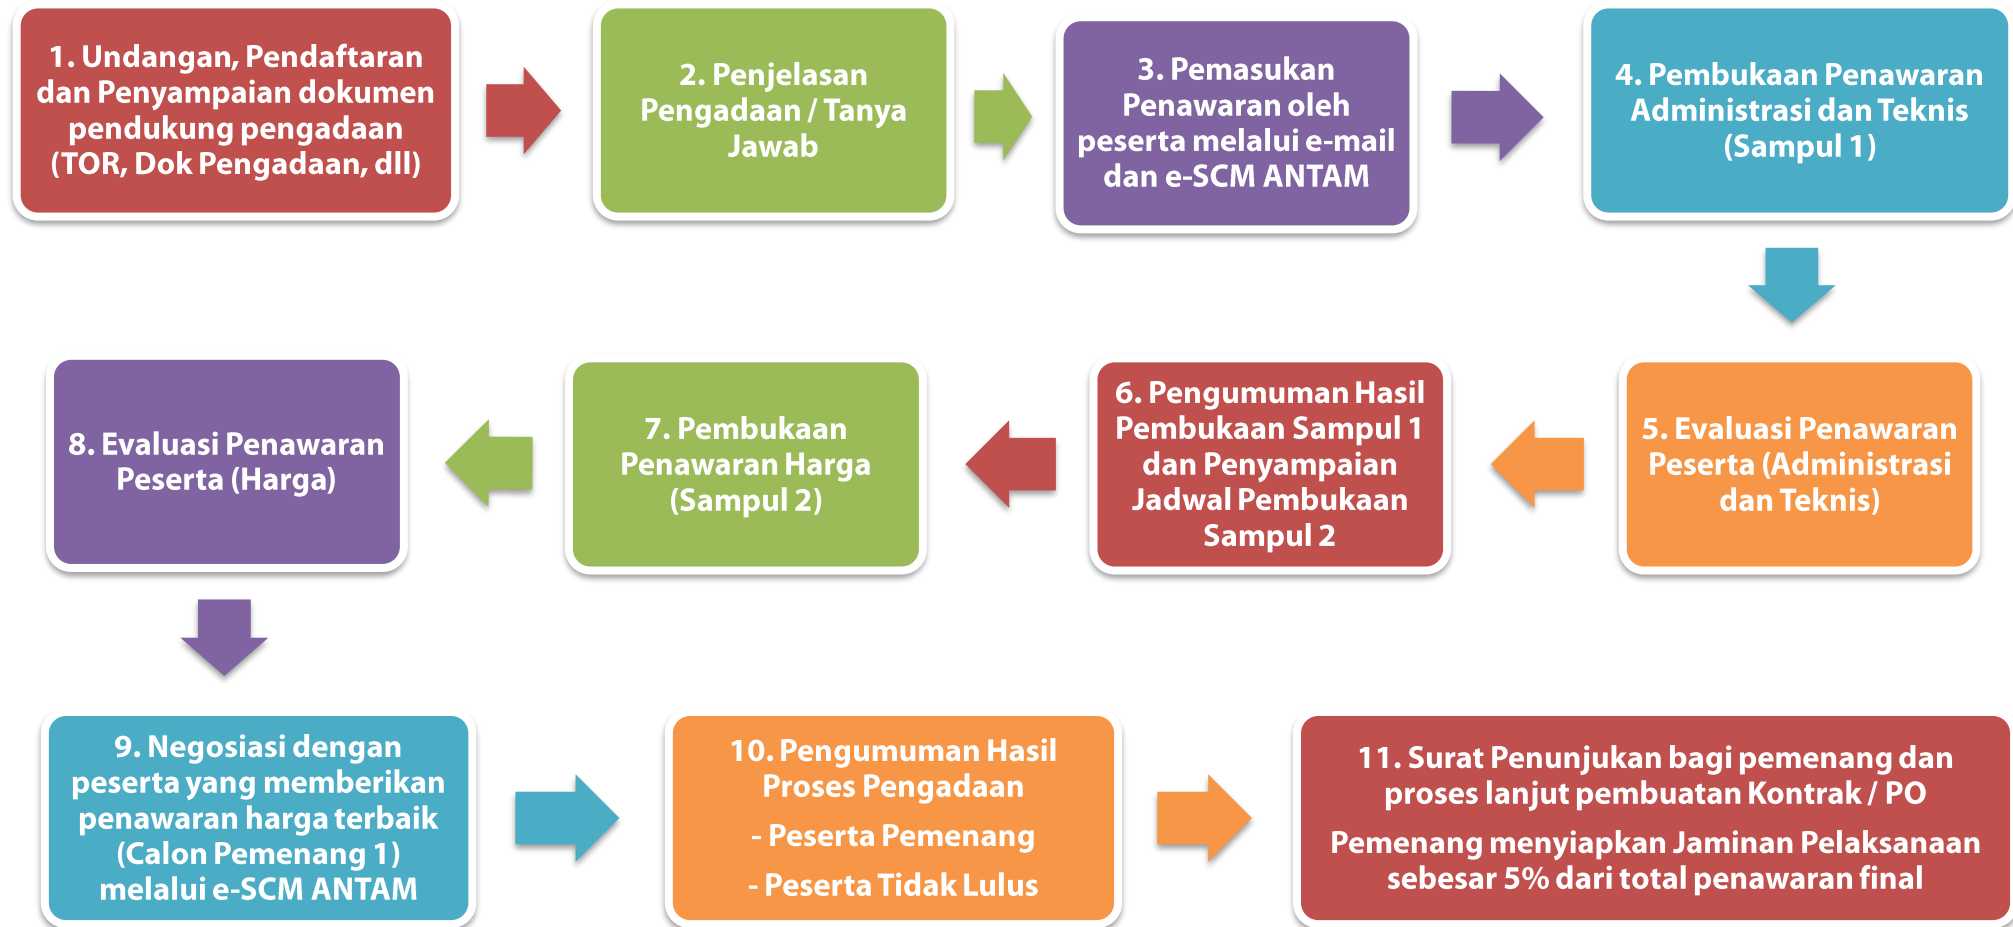 1. Undangan, Pendaftaran
dan Penyampaian dokumen
pendukung pengadaan
(TOR, Dok Pengadaan, dll)
2. Penjelasan
Pengadaan / Tanya
Jawab
3. Pemasukan
Penawaran oleh
peserta melalui e-mail
dan e-SCM ANTAM
4. Pembukaan Penawaran
Administrasi dan Teknis
(Sampul 1)
5. Evaluasi Penawaran
Peserta (Administrasi
dan Teknis)
6. Pengumuman Hasil
Pembukaan Sampul 1
dan Penyampaian
Jadwal Pembukaan
Sampul 2
7. Pembukaan
Penawaran Harga
(Sampul 2)
8. Evaluasi Penawaran
Peserta (Harga)
9. Negosiasi dengan
peserta yang memberikan
penawaran harga terbaik
(Calon Pemenang 1)
melalui e-SCM ANTAM
10. Pengumuman Hasil
Proses Pengadaan
- Peserta Pemenang
- Peserta Tidak Lulus
11. Surat Penunjukan bagi pemenang dan
proses lanjut pembuatan Kontrak / PO
Pemenang menyiapkan Jaminan Pelaksanaan
sebesar 5% dari total penawaran final